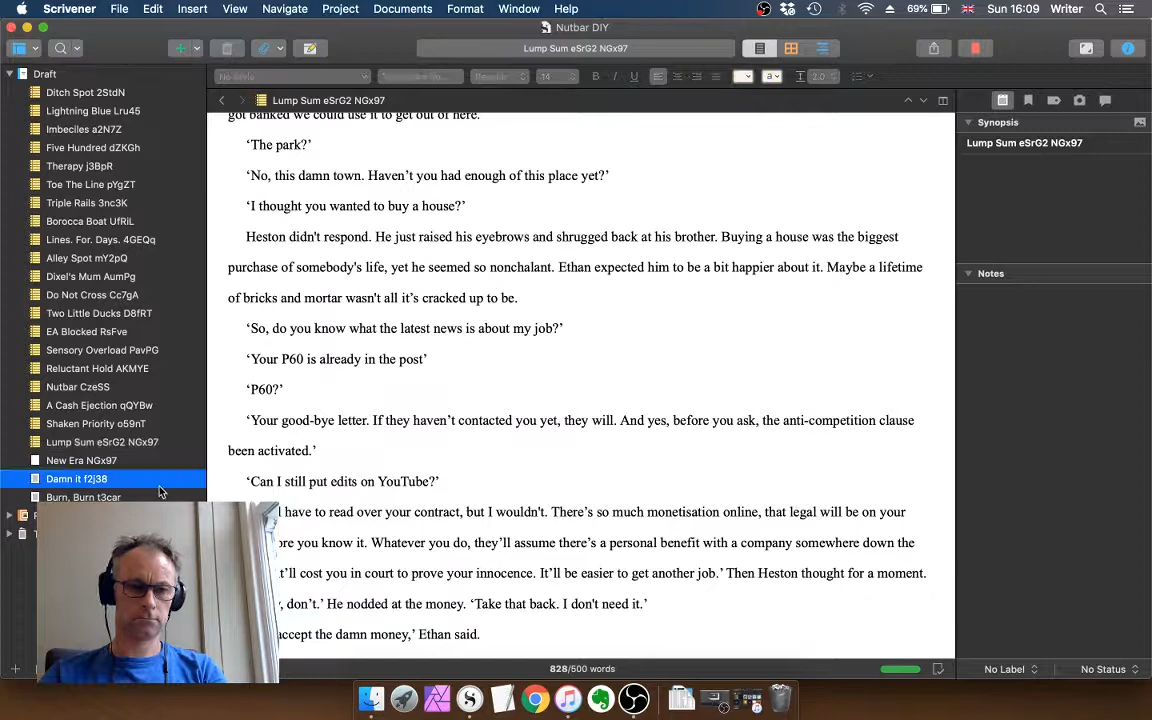 Scrivener File Edit Insert View Navigate Project Documents Format Window Help 69% Sun 16:09 Writer
Nutbar DIY
Lump Sum eSrG2 NGx97
No Style Regular 14 B I U a 2.0
Draft
Ditch Spot 2StdN
Lightning Blue Lru45
Imbeciles a2N7Z
Five Hundred dZKGh
Therapy j3BpR
Toe The Line pYgZT
Triple Rails 3nc3K
Borocca Boat UfRiL
Lines. For. Days. 4GEQq
Alley Spot mY2pQ
Dixel's Mum AumPg
Do Not Cross Cc7gA
Two Little Ducks D8fRT
EA Blocked RsFve
Sensory Overload PavPG
Reluctant Hold AKMYE
Nutbar CzeSS
A Cash Ejection qQYBw
Shaken Priority o59nT
Lump Sum eSrG2 NGx97
New Era NGx97
Damn it f2j38
Burn, Burn t3car
Lump Sum eSrG2 NGx97
got banked we could use it to get out of here.
‘The park?’
‘No, this damn town. Haven’t you had enough of this place yet?’
‘I thought you wanted to buy a house?’
Heston didn't respond. He just raised his eyebrows and shrugged back at his brother. Buying a house was the biggest
purchase of somebody's life, yet he seemed so nonchalant. Ethan expected him to be a bit happier about it. Maybe a lifetime
of bricks and mortar wasn't all it’s cracked up to be.
‘So, do you know what the latest news is about my job?’
‘Your P60 is already in the post’
‘P60?’
‘Your good-bye letter. If they haven’t contacted you yet, they will. And yes, before you ask, the anti-competition clause
been activated.’
‘Can I still put edits on YouTube?’
have to read over your contract, but I wouldn't. There’s so much monetisation online, that legal will be on your
ore you know it. Whatever you do, they’ll assume there’s a personal benefit with a company somewhere down the
t’ll cost you in court to prove your innocence. It’ll be easier to get another job.’ Then Heston thought for a moment.
, don’t.’ He nodded at the money. ‘Take that back. I don't need it.’
accept the damn money,’ Ethan said.
828/500 words
Synopsis
Lump Sum eSrG2 NGx97
Notes
No Label No Status